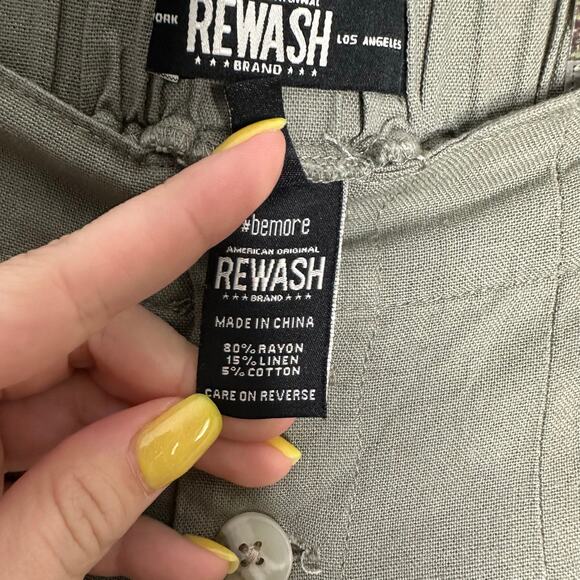 REWASH
YORK
LOS ANGELES
★★★ BRAND ★★★
#bemore
AMERICAN ORIGINAL
REWASH
★★★ BRAND ★★★
MADE IN CHINA
80% RAYON
15% LINEN
5% COTTON
CARE ON REVERSE